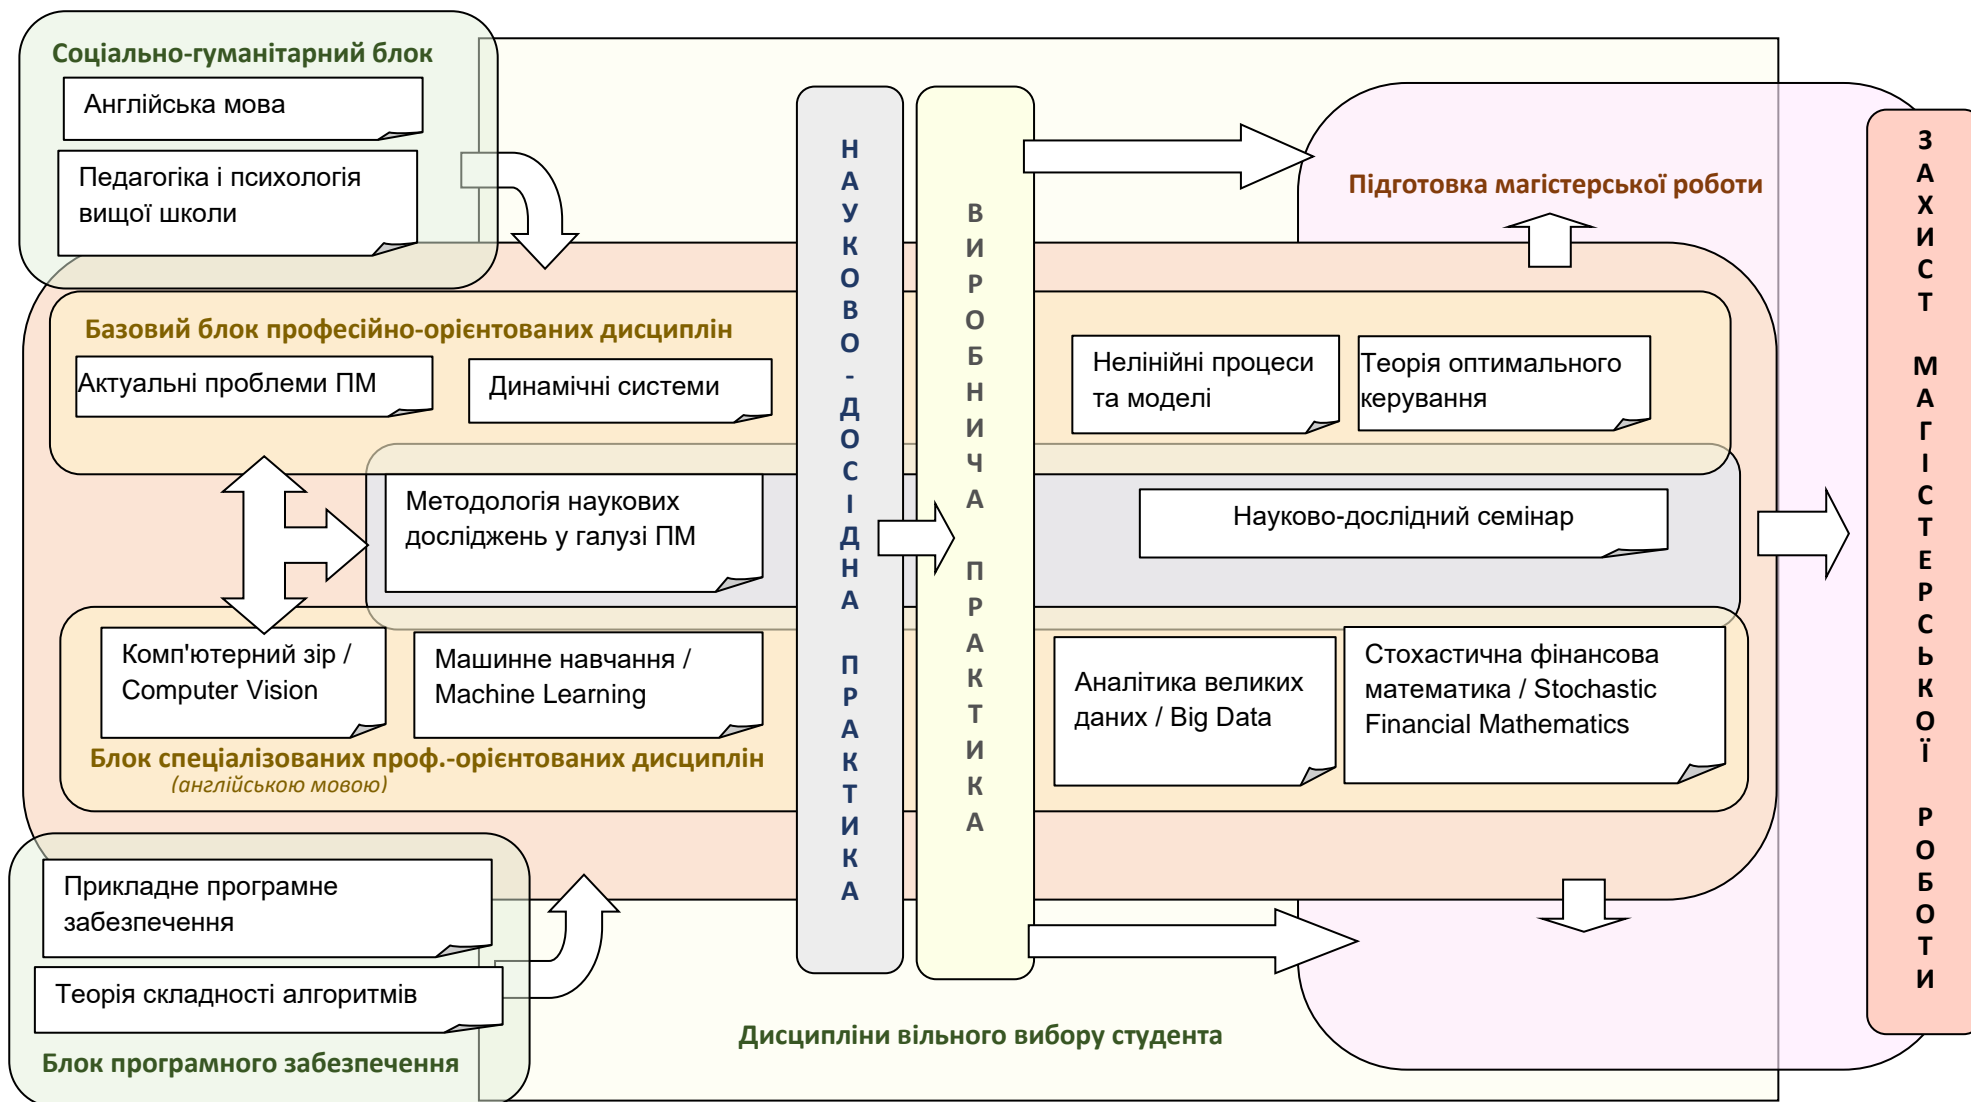 Соціально-гуманітарний блок
Англійська мова
Педагогіка і психологія
вищої школи
Базовий блок професійно-орієнтованих дисциплін
Актуальні проблеми ПМ
Динамічні системи
Нелінійні процеси
та моделі
Теорія оптимального
керування
Методологія наукових
досліджень у галузі ПМ
Науково-дослідний семінар
Комп'ютерний зір /
Computer Vision
Машинне навчання /
Machine Learning
Аналітика великих
даних / Big Data
Стохастична фінансова
математика / Stochastic
Financial Mathematics
Блок спеціалізованих проф.-орієнтованих дисциплін
(англійською мовою)
Прикладне програмне
забезпечення
Теорія складності алгоритмів
Блок програмного забезпечення
НАУКОВО-ДОСІДНА ПРАКТИКА
ВИРОБНИЧА ПРАКТИКА
Дисципліни вільного вибору студента
Підготовка магістерської роботи
ЗАХИСТ МАГІСТЕРСЬКОЇ РОБОТИ